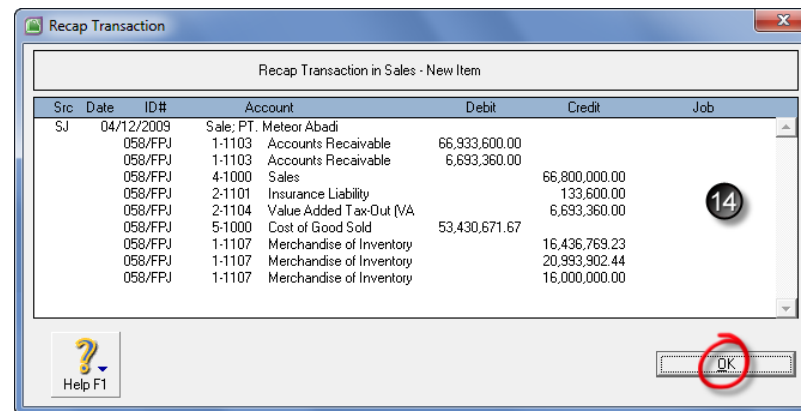 Recap Transaction
x
Recap Transaction in Sales - New Item
Src Date ID# Account Debit Credit Job
SJ 04/12/2009 Sale; PT. Meteor Abadi
058/FPJ 1-1103 Accounts Recaivable 66,933,600.00
058/FPJ 1-1103 Accounts Recaivable 6,693,360.00
058/FPJ 4-1000 Sales 66,800,000.00
058/FPJ 2-1101 Insurance Liability 133,600.00
058/FPJ 2-1104 Value Added Tax-Out (VA 6,693,360.00
058/FPJ 5-1000 Cost of Good Sold 53,430,671.67
058/FPJ 1-1107 Merchandise of Inventory 16,436,769.23
058/FPJ 1-1107 Merchandise of Inventory 20,993,902.44
058/FPJ 1-1107 Merchandise of Inventory 16,000,000.00
14
?
Help F1
OK